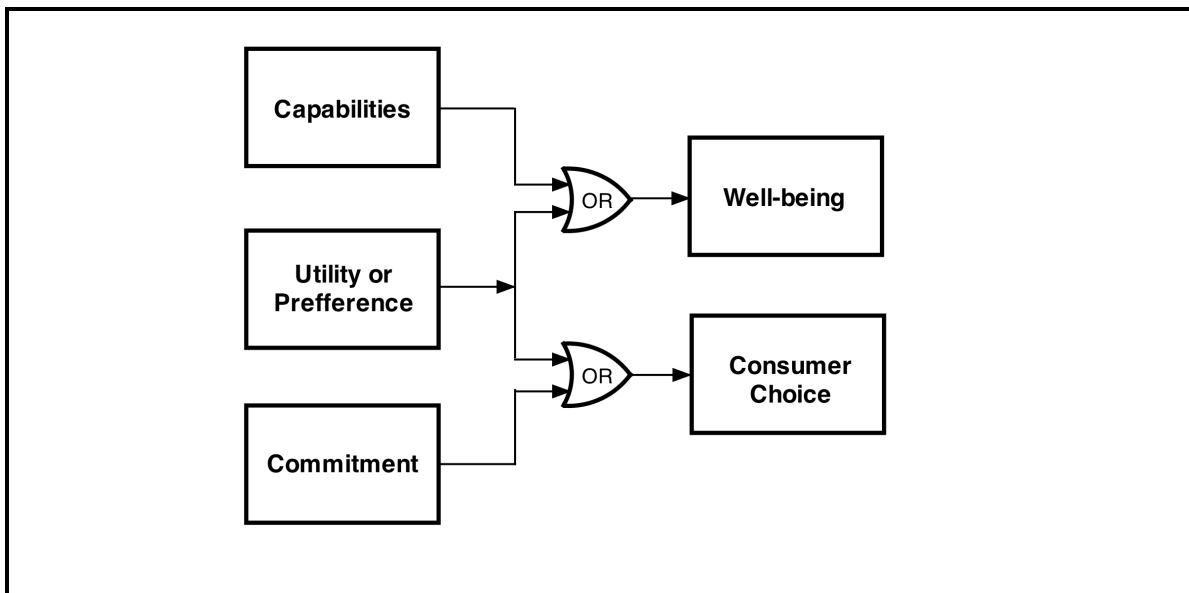 Capabilities
OR
Well-being
Utility or
Prefference
OR
Consumer
Choice
Commitment